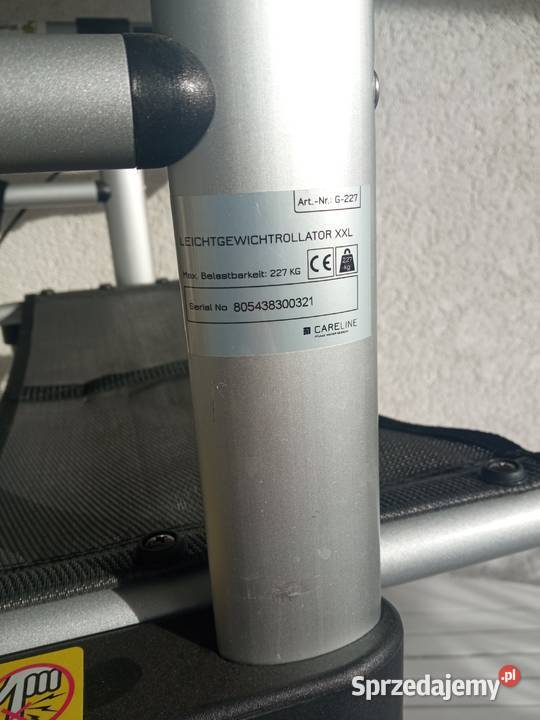 Art.-Nr.: G-227
LEICHTGEWICHTROLLATOR XXL
Max. Belastbarkeit: 227 KG
CE
227
kg
Serial No 805438300321
CARELINE
Sprzedajemy.pl